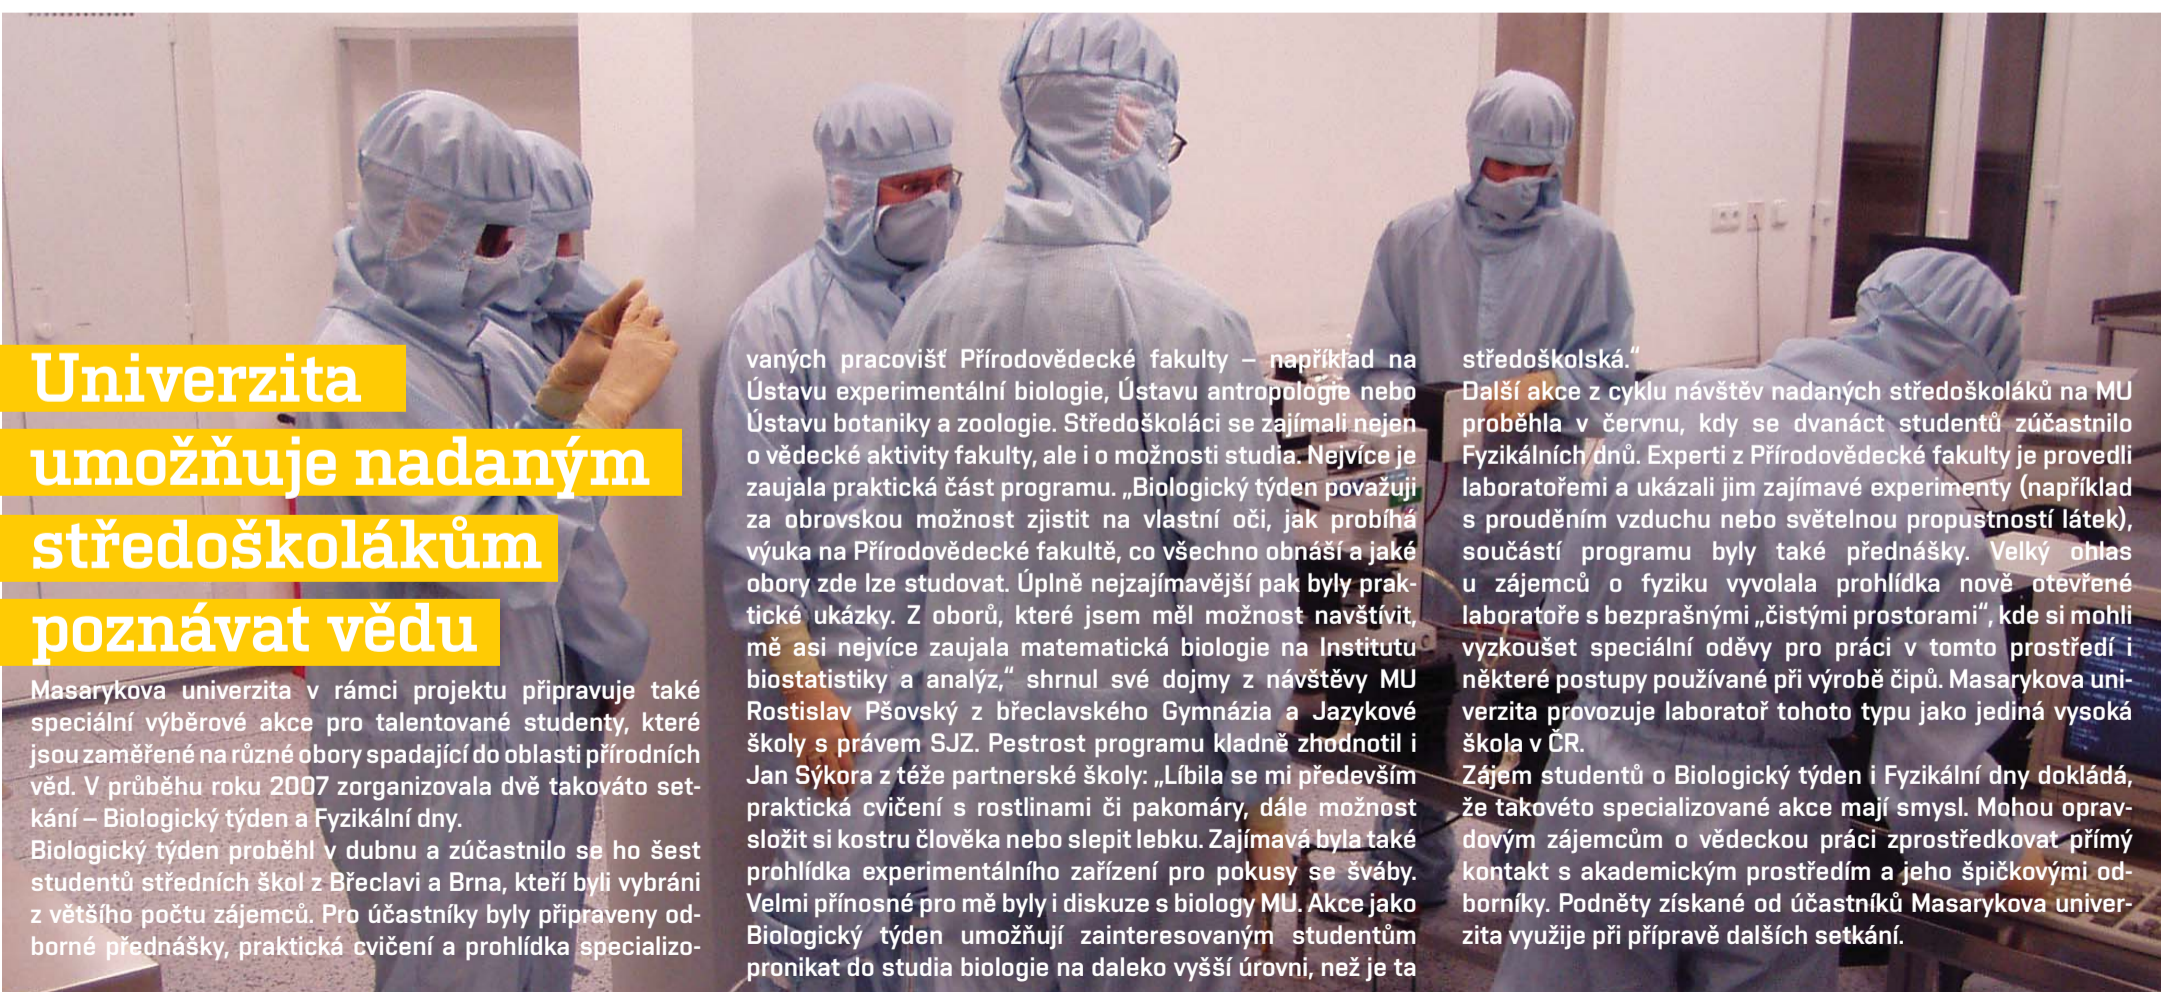 Univerzita
umožňuje nadaným
středoškolákům
poznávat vědu
Masarykova univerzita v rámci projektu připravuje také
speciální výběrové akce pro talentované studenty, které
jsou zaměřené na různé obory spadající do oblasti přírodních
věd. V průběhu roku 2007 zorganizovala dvě takováto set-
kání – Biologický týden a Fyzikální dny.
Biologický týden proběhl v dubnu a zúčastnilo se ho šest
studentů středních škol z Břeclavi a Brna, kteří byli vybráni
z většího počtu zájemců. Pro účastníky byly připraveny od-
borné přednášky, praktická cvičení a prohlídka specializo-
vaných pracovišť Přírodovědecké fakulty – například na
Ústavu experimentální biologie, Ústavu antropologie nebo
Ústavu botaniky a zoologie. Středoškoláci se zajímali nejen
o vědecké aktivity fakulty, ale i o možnosti studia. Nejvíce je
zaujala praktická část programu. „Biologický týden považuji
za obrovskou možnost zjistit na vlastní oči, jak probíhá
výuka na Přírodovědecké fakultě, co všechno obnáší a jaké
obory zde lze studovat. Úplně nejzajímavější pak byly prak-
tické ukázky. Z oborů, které jsem měl možnost navštívit,
mě asi nejvíce zaujala matematická biologie na Institutu
biostatistiky a analýz,“ shrnul své dojmy z návštěvy MU
Rostislav Pšovský z břeclavského Gymnázia a Jazykové
školy s právem SJZ. Pestrost programu kladně zhodnotil i
Jan Sýkora z téže partnerské školy: „Líbila se mi především
praktická cvičení s rostlinami či pakomáry, dále možnost
složit si kostru člověka nebo slepit lebku. Zajímavá byla také
prohlídka experimentálního zařízení pro pokusy se šváby.
Velmi přínosné pro mě byly i diskuze s biology MU. Akce jako
Biologický týden umožňují zainteresovaným studentům
pronikat do studia biologie na daleko vyšší úrovni, než je ta
středoškolská.“
Další akce z cyklu návštěv nadaných středoškoláků na MU
proběhla v červnu, kdy se dvanáct studentů zúčastnilo
Fyzikálních dnů. Experti z Přírodovědecké fakulty je provedli
laboratořemi a ukázali jim zajímavé experimenty (například
s prouděním vzduchu nebo světelnou propustností látek),
součástí programu byly také přednášky. Velký ohlas
u zájemců o fyziku vyvolala prohlídka nově otevřené
laboratoře s bezprašnými „čistými prostorami“, kde si mohli
vyzkoušet speciální oděvy pro práci v tomto prostředí i
některé postupy používané při výrobě čipů. Masarykova uni-
verzita provozuje laboratoř tohoto typu jako jediná vysoká
škola v ČR.
Zájem studentů o Biologický týden i Fyzikální dny dokládá,
že takovéto specializované akce mají smysl. Mohou oprav-
dovým zájemcům o vědeckou práci zprostředkovat přímý
kontakt s akademickým prostředím a jeho špičkovými od-
borníky. Podněty získané od účastníků Masarykova univer-
zita využije při přípravě dalších setkání.